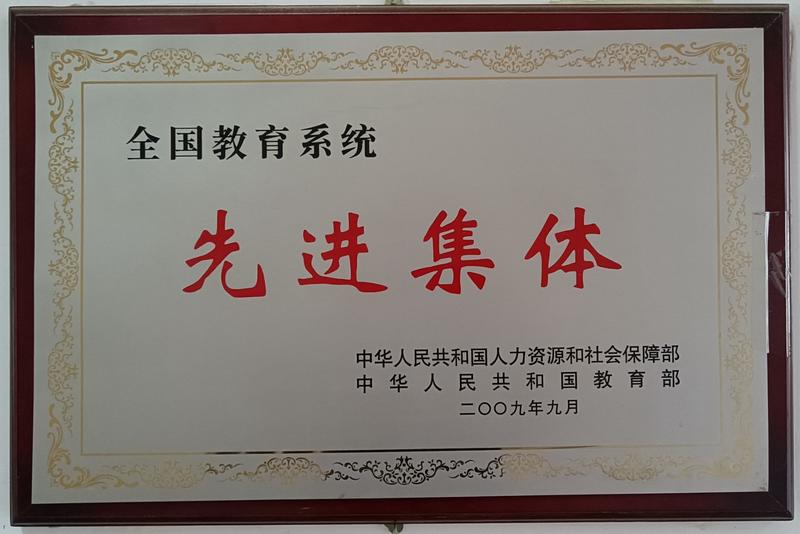 全国教育系统
先进集体
中华人民共和国人力资源和社会保障部
中华人民共和国教育部
二〇〇九年九月